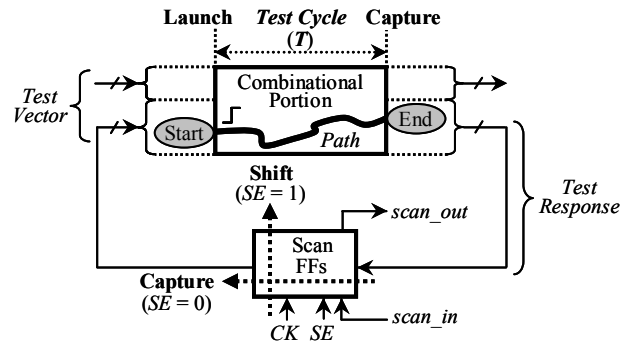 Launch
Test Cycle
(T)
Capture
Test
Vector
Combinational
Portion
Start
Path
End
Shift
(SE = 1)
scan_out
Test
Response
Scan
FFs
Capture
(SE = 0)
CK
SE
scan_in